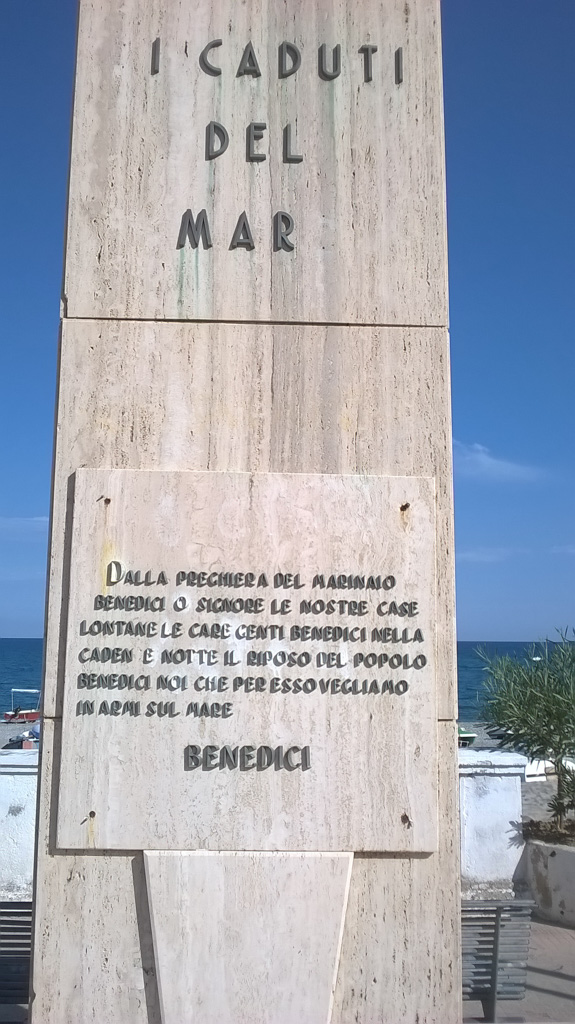 I CADUTI
DEL
MAR
DALLA PREGHIERA DEL MARINAIO
BENEDICI O SIGNORE LE NOSTRE CASE
LONTANE LE CARE GENTI BENEDICI NELLA
CADEN E NOTTE IL RIPOSO DEL POPOLO
BENEDICI NOI CHE PER ESSO VEGLIAMO
IN ARMI SUL MARE
BENEDICI